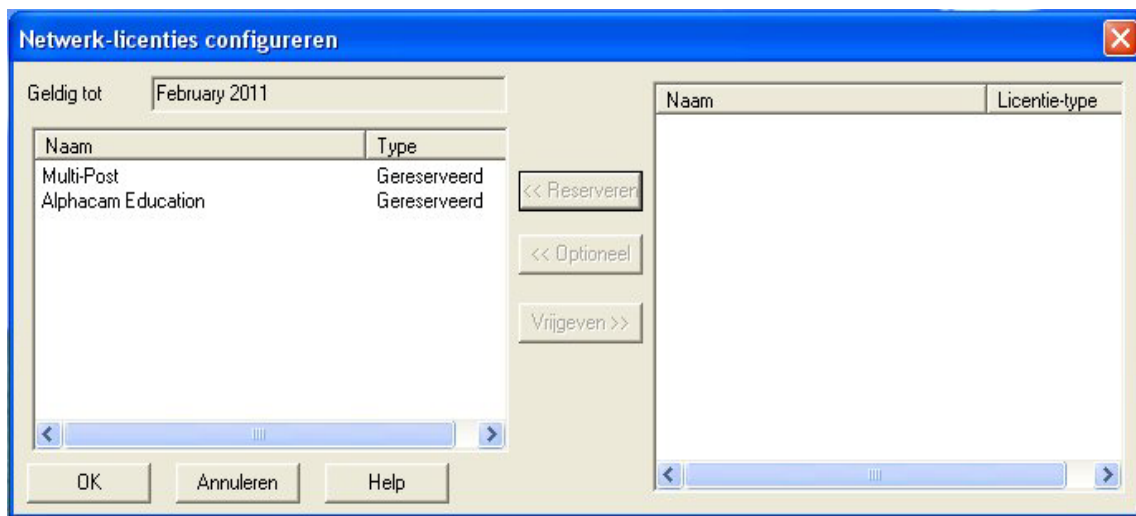 Netwerk-licenties configureren
Geldig tot February 2011
Naam Type
Multi-Post Gereserveerd
Alphacam Education Gereserveerd
<< Reserveren
<< Optioneel
Vrijgeven >>
Naam Licentie-type
OK Annuleren Help